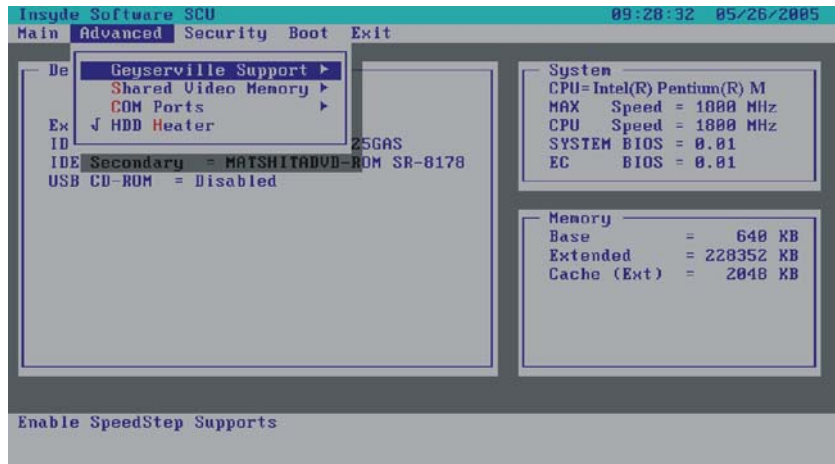 Insyde Software SCU 09:28:32 05/26/2005
Main Advanced Security Boot Exit
De
Geyserville Support ►
Shared Video Memory ►
COM Ports ►
√ HDD Heater
Ex
ID 25GAS
IDE Secondary = MATSHITADVD-ROM SR-8178
USB CD-ROM = Disabled
System
CPU= Intel(R) Pentium(R) M
MAX Speed = 1800 MHz
CPU Speed = 1800 MHz
SYSTEM BIOS = 0.01
EC BIOS = 0.01
Memory
Base = 640 KB
Extended = 228352 KB
Cache (Ext) = 2048 KB
Enable SpeedStep Supports